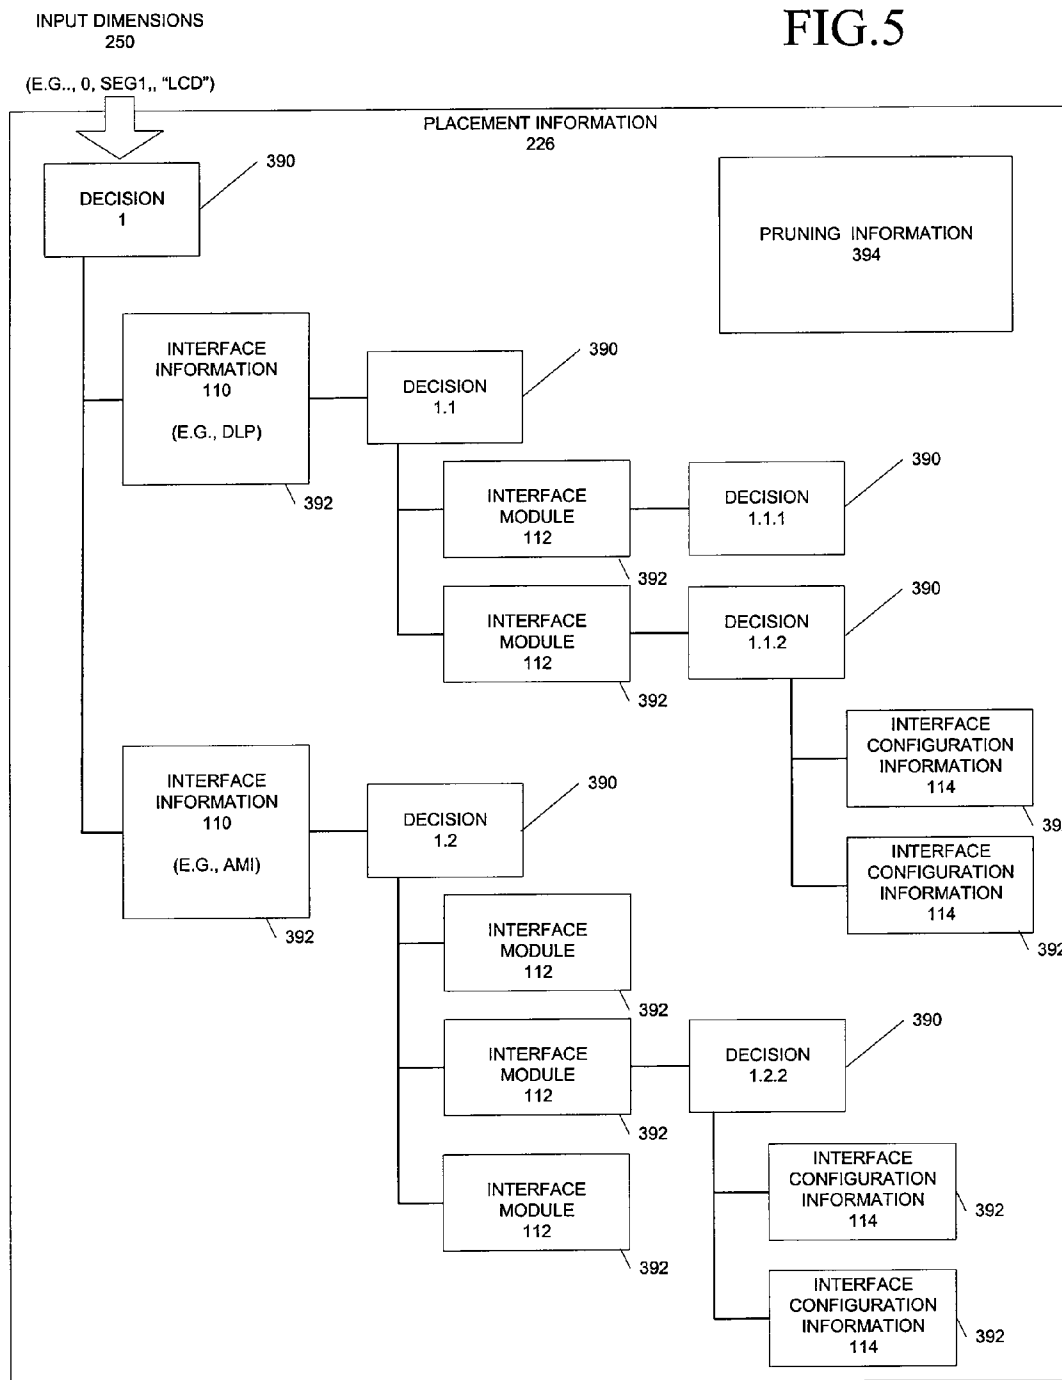 FIG.5
INPUT DIMENSIONS
250
(E.G.., 0, SEG1,, “LCD”)
PLACEMENT INFORMATION
226
390
DECISION
1
PRUNING INFORMATION
394
INTERFACE
INFORMATION
110
(E.G., DLP)
392
390
DECISION
1.1
INTERFACE
MODULE
112
392
390
DECISION
1.1.1
INTERFACE
MODULE
112
392
390
DECISION
1.1.2
INTERFACE
CONFIGURATION
INFORMATION
114
39
INTERFACE
CONFIGURATION
INFORMATION
114
392
INTERFACE
INFORMATION
110
(E.G., AMI)
392
390
DECISION
1.2
INTERFACE
MODULE
112
392
INTERFACE
MODULE
112
392
390
DECISION
1.2.2
INTERFACE
MODULE
112
392
INTERFACE
CONFIGURATION
INFORMATION
114
392
INTERFACE
CONFIGURATION
INFORMATION
114
392